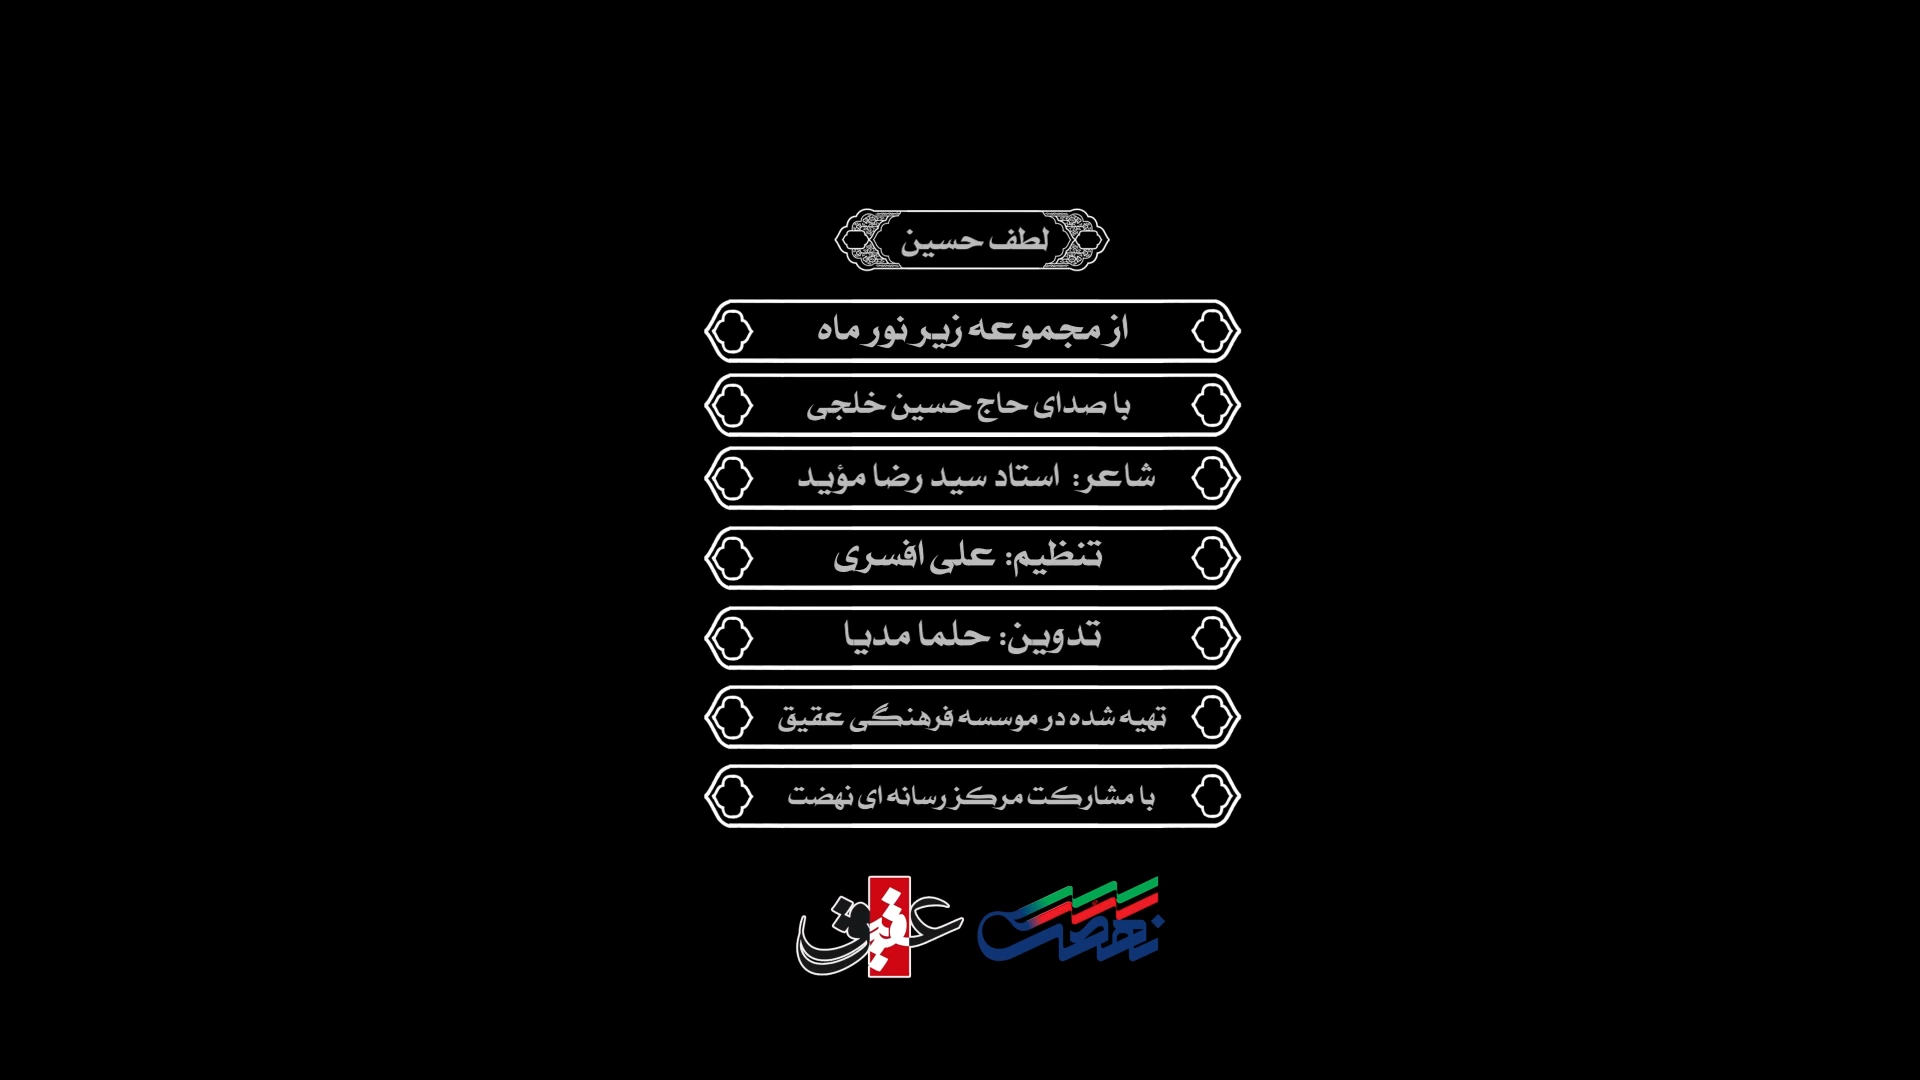 لطف حسین
از مجموعه زیر نور ماه
با صدای حاج حسین خلجی
شاعر: استاد سید رضا مؤید
تنظیم: علی افسری
تدوین: حلما مدیا
تهیه شده در موسسه فرهنگی عقیق
با مشارکت مرکز رسانه ای نهضت
نهضت
عقیق